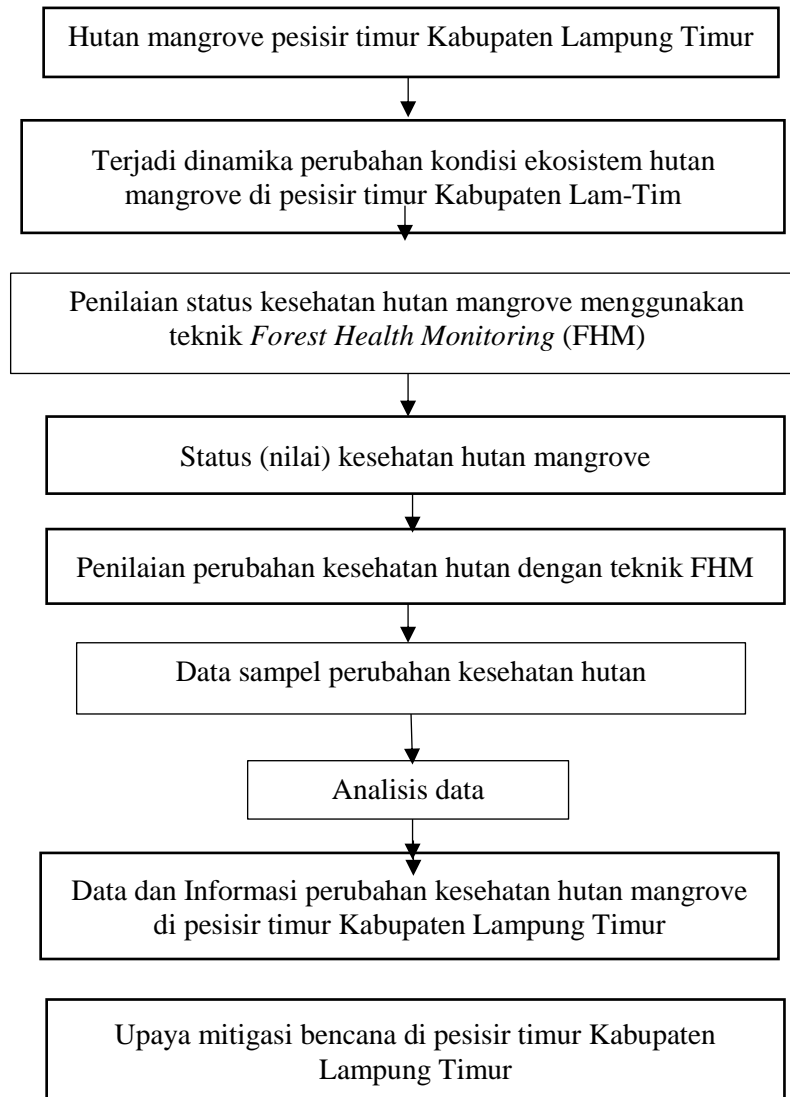 Hutan mangrove pesisir timur Kabupaten Lampung Timur
Terjadi dinamika perubahan kondisi ekosistem hutan
mangrove di pesisir timur Kabupaten Lam-Tim
Penilaian status kesehatan hutan mangrove menggunakan
teknik Forest Health Monitoring (FHM)
Status (nilai) kesehatan hutan mangrove
Penilaian perubahan kesehatan hutan dengan teknik FHM
Data sampel perubahan kesehatan hutan
Analisis data
Data dan Informasi perubahan kesehatan hutan mangrove
di pesisir timur Kabupaten Lampung Timur
Upaya mitigasi bencana di pesisir timur Kabupaten
Lampung Timur